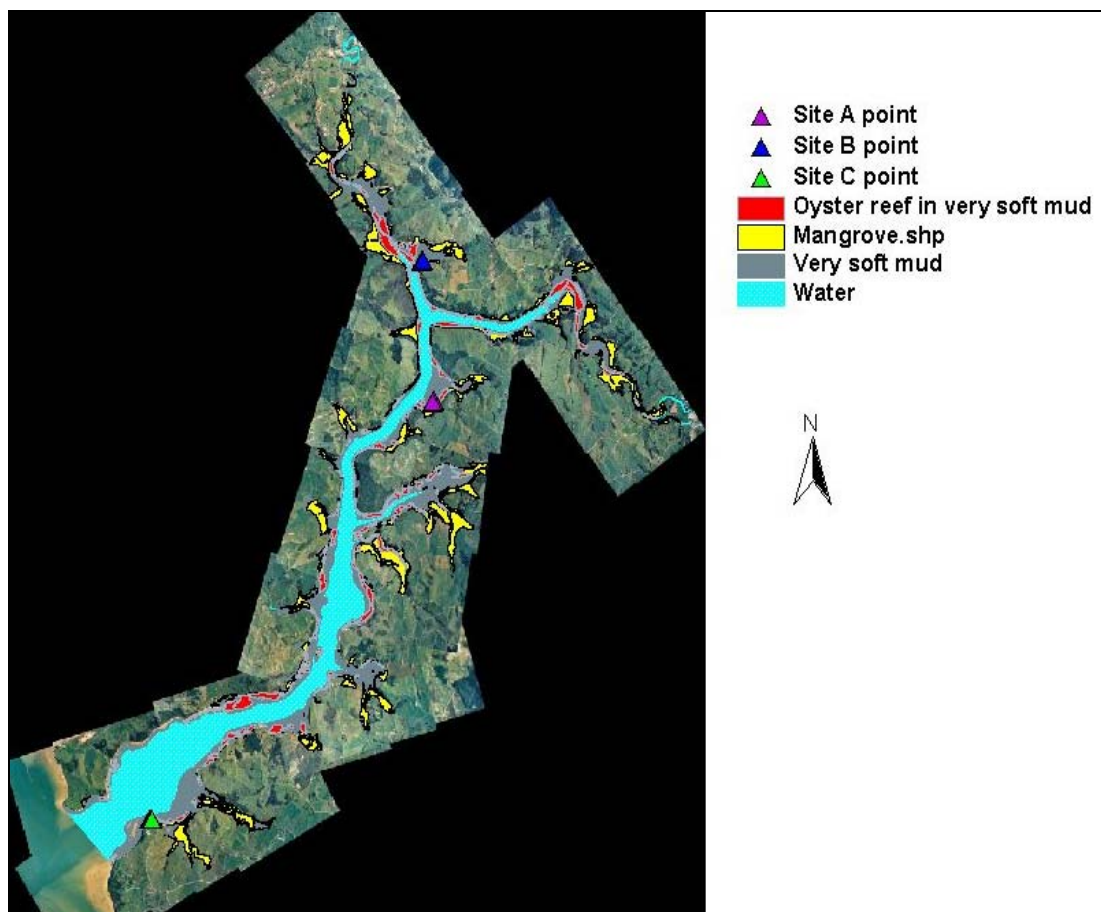 Site A point
Site B point
Site C point
Oyster reef in very soft mud
Mangrove.shp
Very soft mud
Water
N